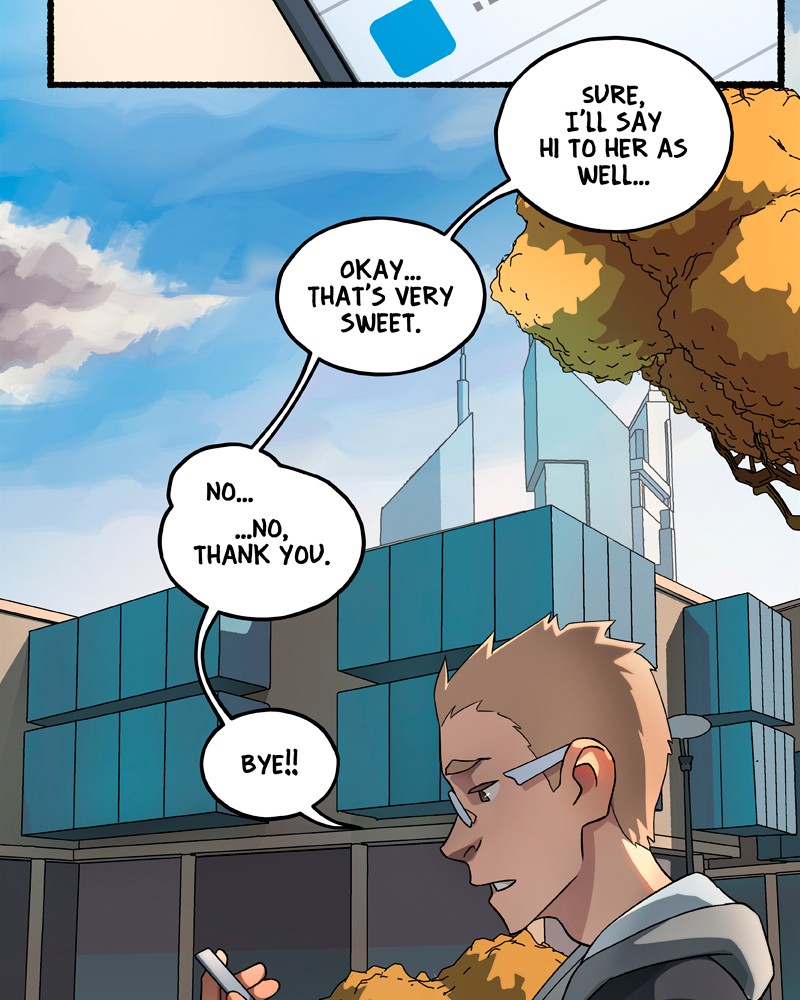 SURE,
I'LL SAY
HI TO HER AS
WELL...
OKAY...
THAT'S VERY
SWEET.
NO...
...NO,
THANK YOU.
BYE!!